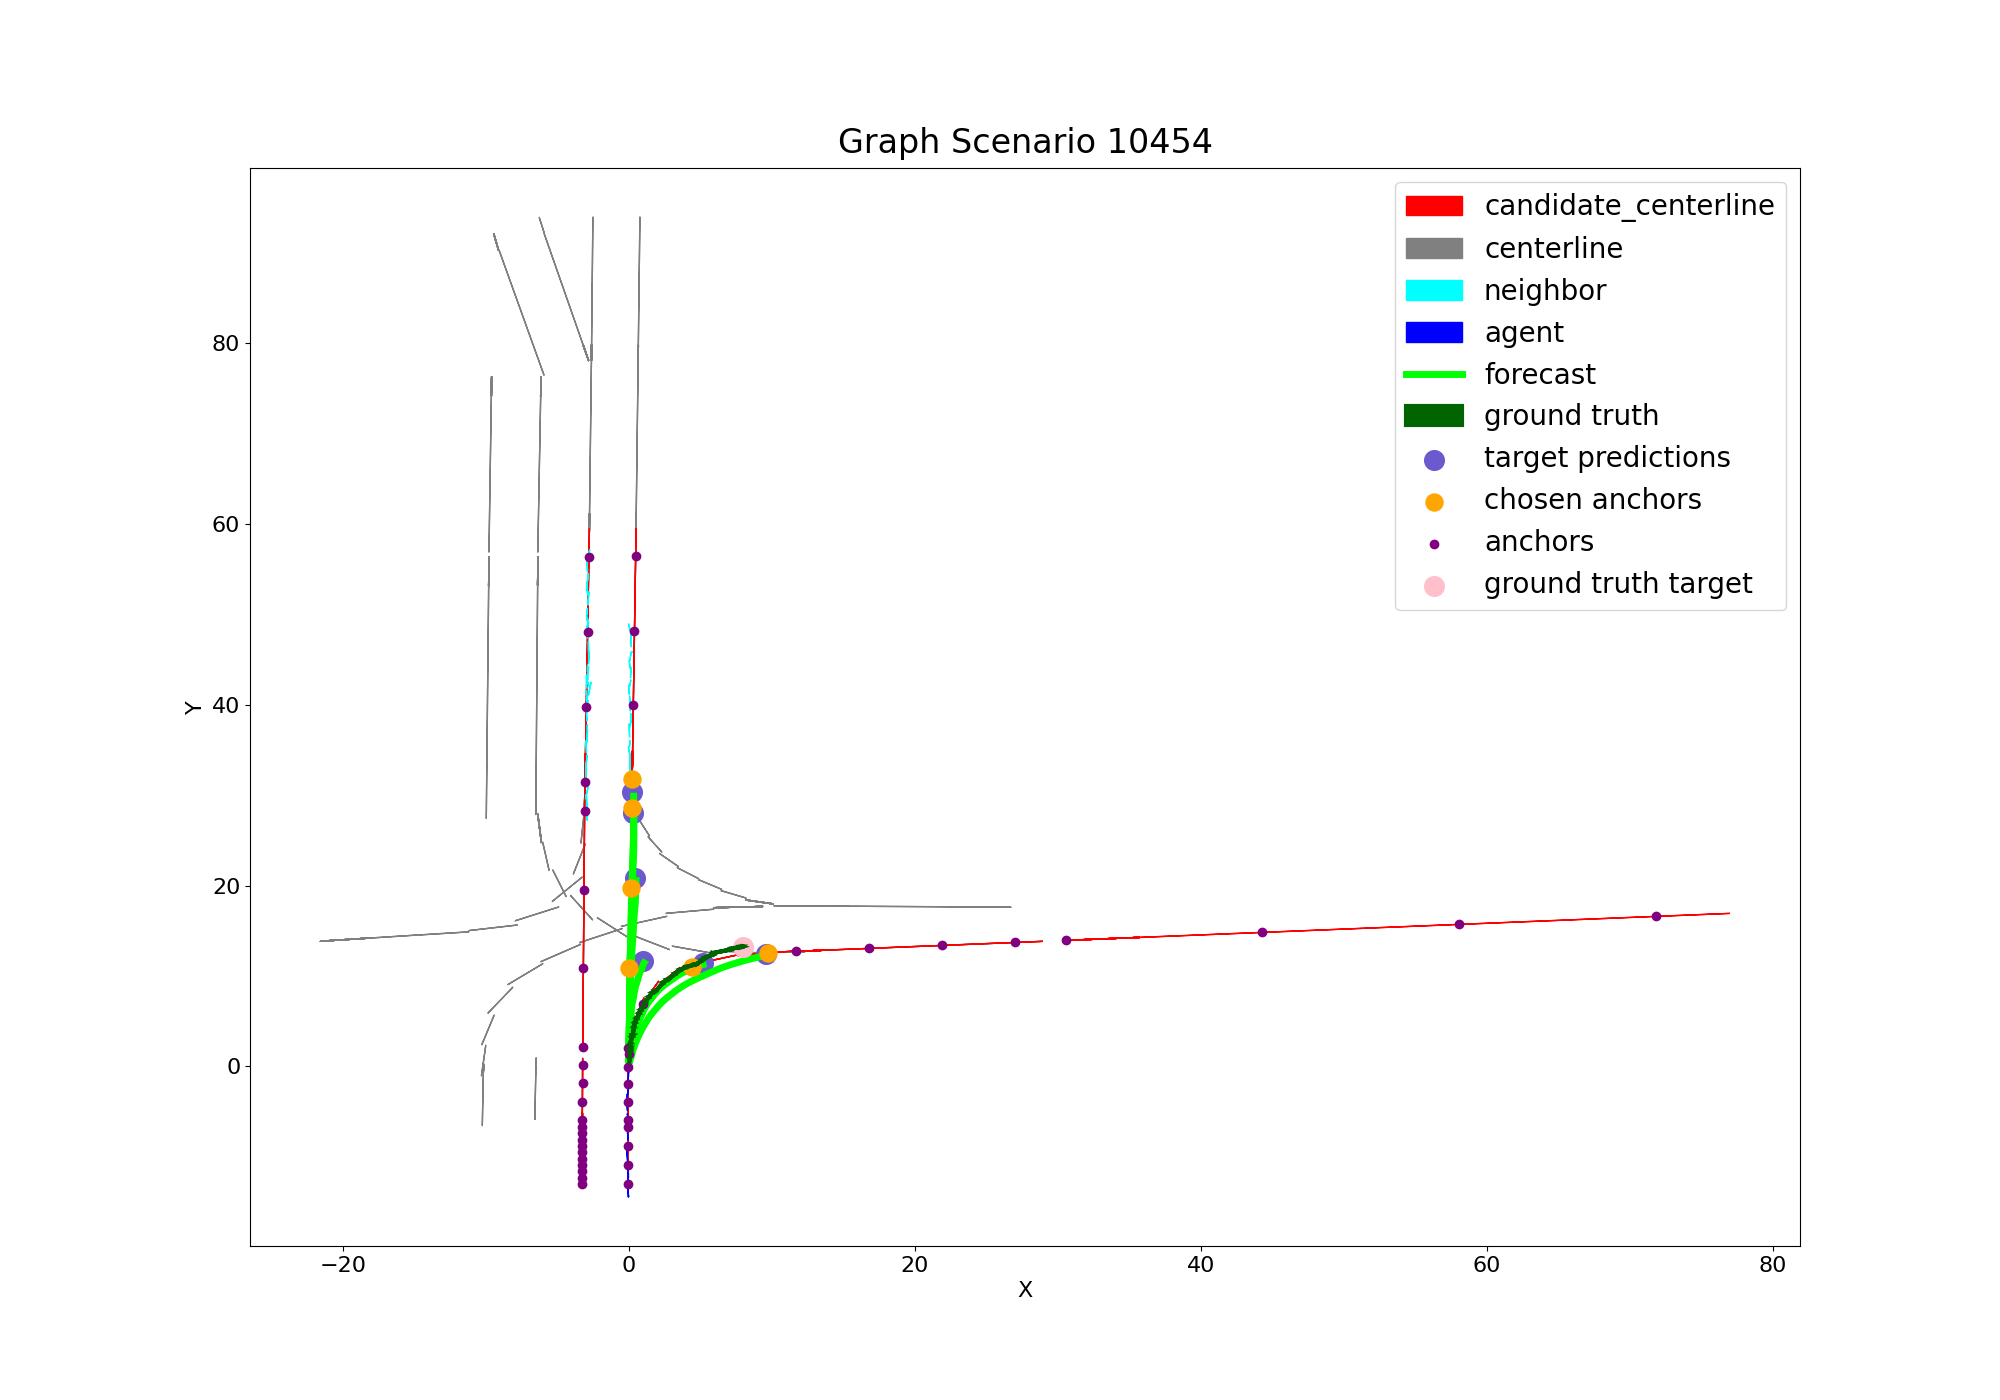 Graph Scenario 10454
candidate_centerline
centerline
neighbor
agent
forecast
ground truth
target predictions
chosen anchors
anchors
ground truth target
80
60
40
20
0
Y
−20
0
20
40
60
80
X